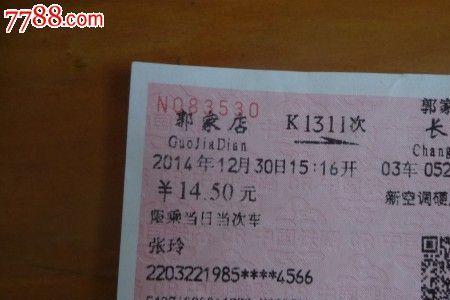 7788.com
N083530
郭家
郭家店 K1311次 长
GuoJiaDian Chang
2014年12月30日15:16开 03车 052
￥14.50元 新空调硬
限乘当日当次车
张玲
2203221985****4566